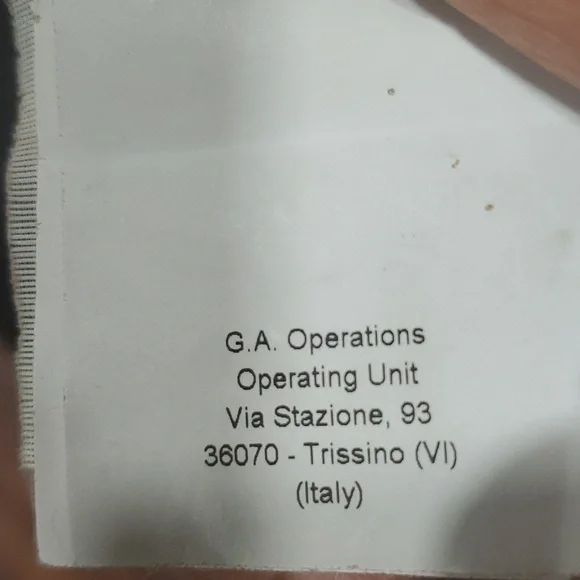 G.A. Operations
Operating Unit
Via Stazione, 93
36070 - Trissino (VI)
(Italy)